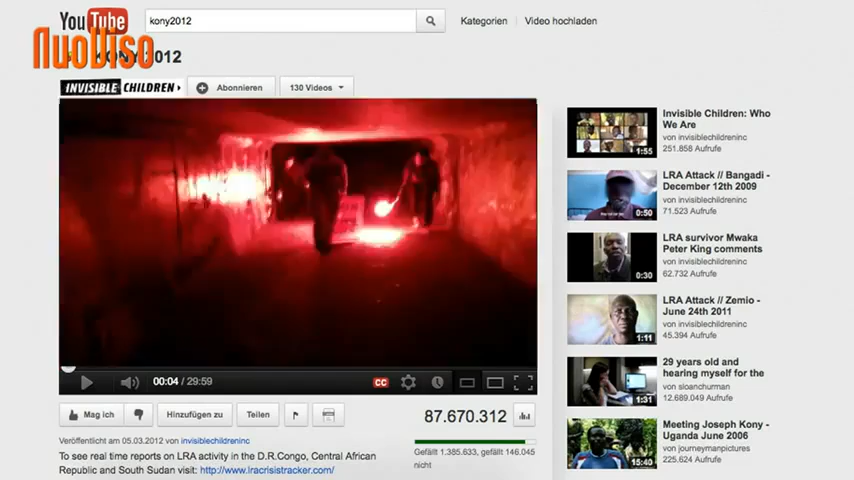 YouTube
kony2012
Kategorien
Video hochladen
NuoViso
KONY 2012
INVISIBLE CHILDREN
Abonnieren
130 Videos
00:04 / 29:59
CC
Mag ich
Hinzufügen zu
Teilen
87.670.312
Veröffentlicht am 05.03.2012 von invisiblechildreninc
To see real time reports on LRA activity in the D.R.Congo, Central African
Republic and South Sudan visit: http://www.lracrisistracker.com/
Gefällt 1.385.633, gefällt 146.045
nicht
1:55
Invisible Children: Who
We Are
von invisiblechildreninc
251.858 Aufrufe
0:50
LRA Attack // Bangadi -
December 12th 2009
von invisiblechildreninc
71.523 Aufrufe
0:30
LRA survivor Mwaka
Peter King comments
von invisiblechildreninc
62.732 Aufrufe
1:11
LRA Attack // Zemio -
June 24th 2011
von invisiblechildreninc
45.394 Aufrufe
1:31
29 years old and
hearing myself for the
von sloanchurman
12.689.049 Aufrufe
15:40
Meeting Joseph Kony -
Uganda June 2006
von journeymanpictures
225.624 Aufrufe